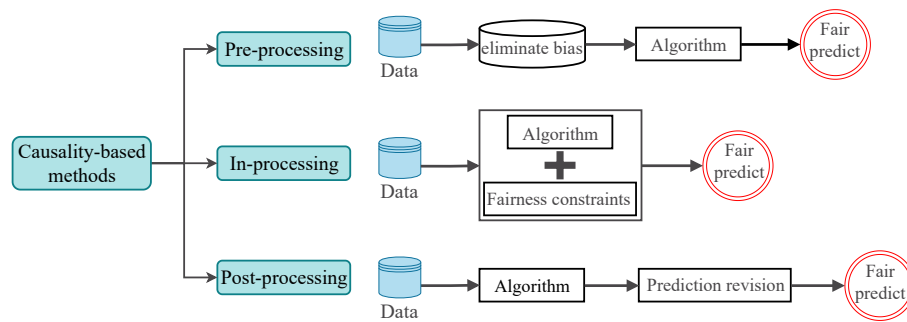 Pre-processing
Data
eliminate bias
Algorithm
Fair
predict
Causality-based
methods
In-processing
Data
Algorithm
+
Fairness constraints
Fair
predict
Post-processing
Data
Algorithm
Prediction revision
Fair
predict